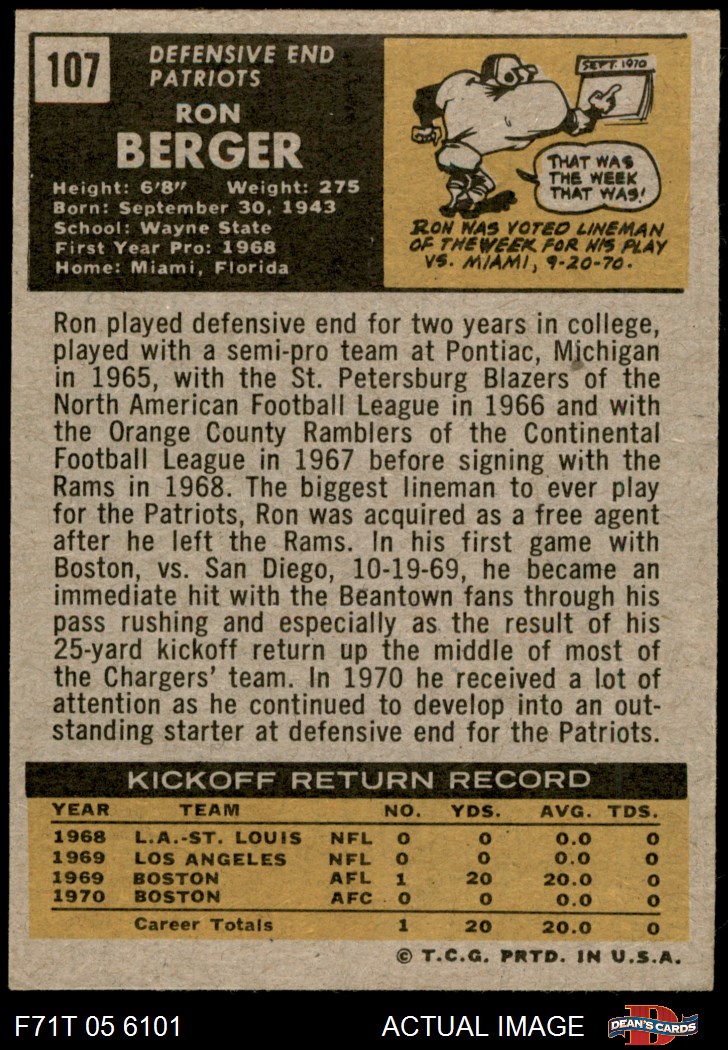 107
DEFENSIVE END
PATRIOTS
RON
BERGER
Height: 6'8" Weight: 275
Born: September 30, 1943
School: Wayne State
First Year Pro: 1968
Home: Miami, Florida
SEPT. 1970
THAT WAS
THE WEEK
THAT WAS!
RON WAS VOTED LINEMAN
OF THE WEEK FOR HIS PLAY
VS. MIAMI, 9-20-70.
Ron played defensive end for two years in college,
played with a semi-pro team at Pontiac, Michigan
in 1965, with the St. Petersburg Blazers of the
North American Football League in 1966 and with
the Orange County Ramblers of the Continental
Football League in 1967 before signing with the
Rams in 1968. The biggest lineman to ever play
for the Patriots, Ron was acquired as a free agent
after he left the Rams. In his first game with
Boston, vs. San Diego, 10-19-69, he became an
immediate hit with the Beantown fans through his
pass rushing and especially as the result of his
25-yard kickoff return up the middle of most of
the Chargers' team. In 1970 he received a lot of
attention as he continued to develop into an out-
standing starter at defensive end for the Patriots.
KICKOFF RETURN RECORD
YEAR TEAM NO. YDS. AVG. TDS.
1968 L.A.-ST. LOUIS NFL 0 0 0.0 0
1969 LOS ANGELES NFL 0 0 0.0 0
1969 BOSTON AFL 1 20 20.0 0
1970 BOSTON AFC 0 0 0.0 0
Career Totals 1 20 20.0 0
© T.C.G. PRTD. IN U.S.A.
F71T 05 6101 ACTUAL IMAGE D DEAN'S CARDS